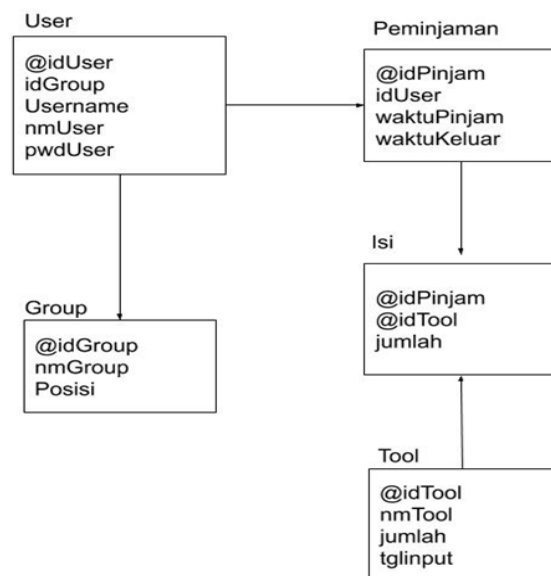 User
@idUser
idGroup
Username
nmUser
pwdUser
Peminjaman
@idPinjam
idUser
waktuPinjam
waktuKeluar
Isi
@idPinjam
@idTool
jumlah
Group
@idGroup
nmGroup
Posisi
Tool
@idTool
nmTool
jumlah
tglinput